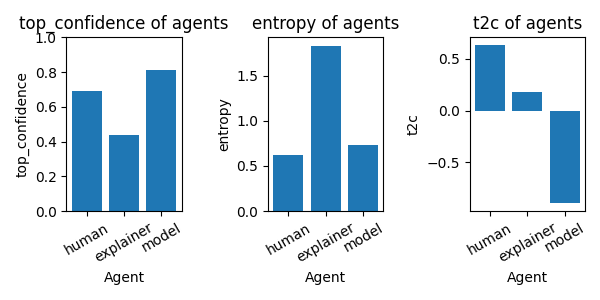 top_confidence of agents
1.0
0.8
0.6
0.4
0.2
0.0
top_confidence
human
explainer
model
Agent
entropy of agents
1.5
1.0
0.5
0.0
entropy
human
explainer
model
Agent
t2c of agents
0.5
0.0
−0.5
t2c
human
explainer
model
Agent